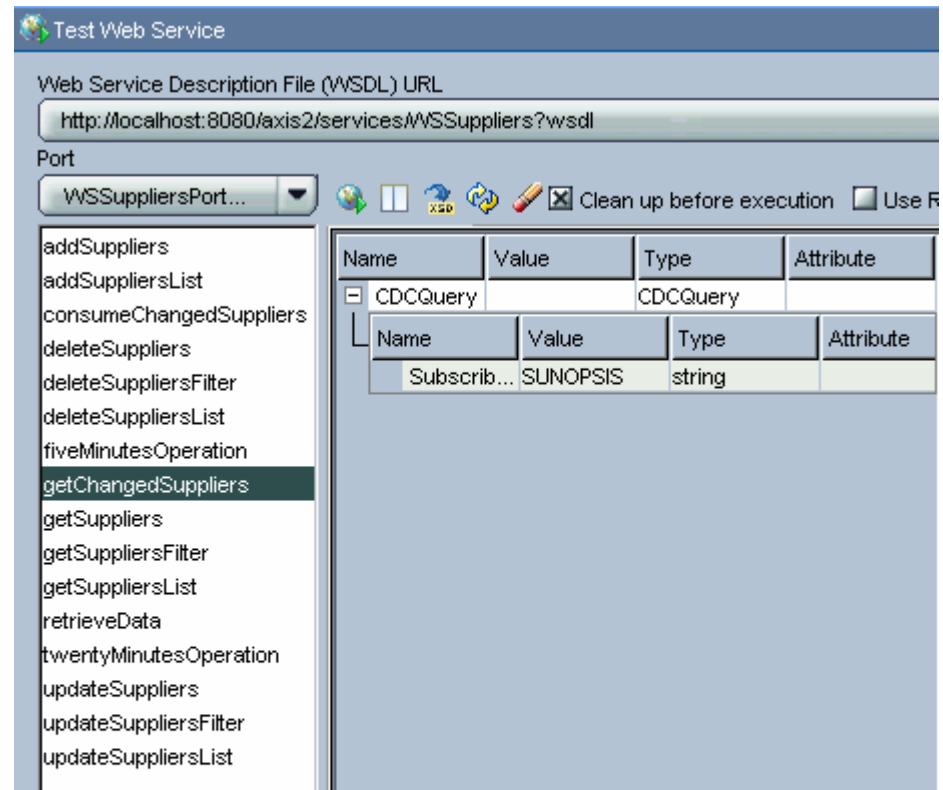 Test Web Service
Web Service Description File (WSDL) URL
http://localhost:8080/axis2/services/WSSuppliers?wsdl
Port
WSSuppliersPort...
XSD
Clean up before execution
Use R
addSuppliers
addSuppliersList
consumeChangedSuppliers
deleteSuppliers
deleteSuppliersFilter
deleteSuppliersList
fiveMinutesOperation
getChangedSuppliers
getSuppliers
getSuppliersFilter
getSuppliersList
retrieveData
twentyMinutesOperation
updateSuppliers
updateSuppliersFilter
updateSuppliersList
Name Value Type Attribute
CDCQuery CDCQuery
Name Value Type Attribute
Subscrib... SUNOPSIS string